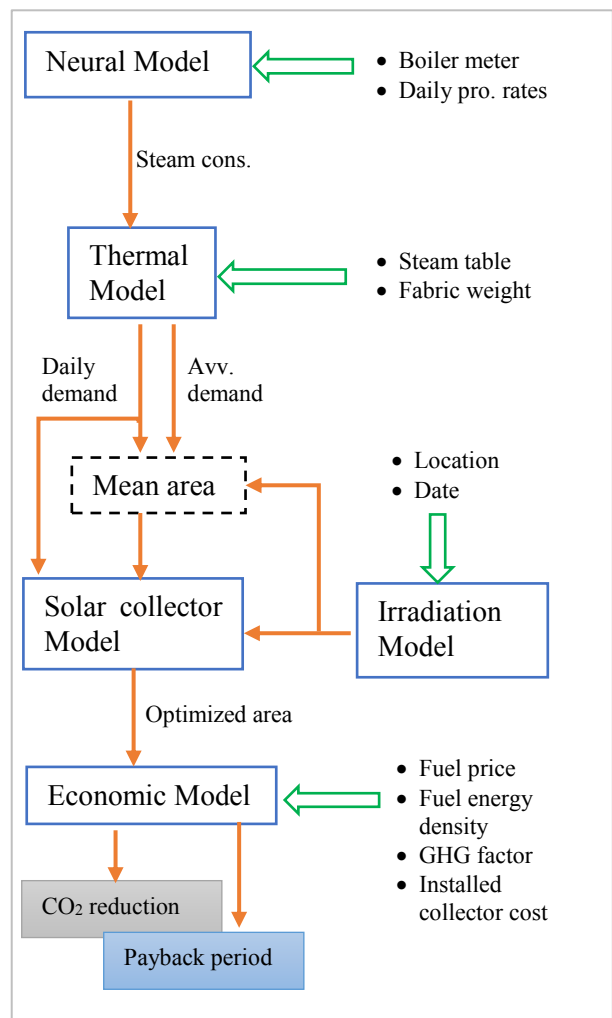 Neural Model
• Boiler meter
• Daily pro. rates
Steam cons.
Thermal
Model
• Steam table
• Fabric weight
Daily
demand
Avv.
demand
Mean area
• Location
• Date
Solar collector
Model
Irradiation
Model
Optimized area
Economic Model
• Fuel price
• Fuel energy
density
• GHG factor
• Installed
collector cost
CO₂ reduction
Payback period